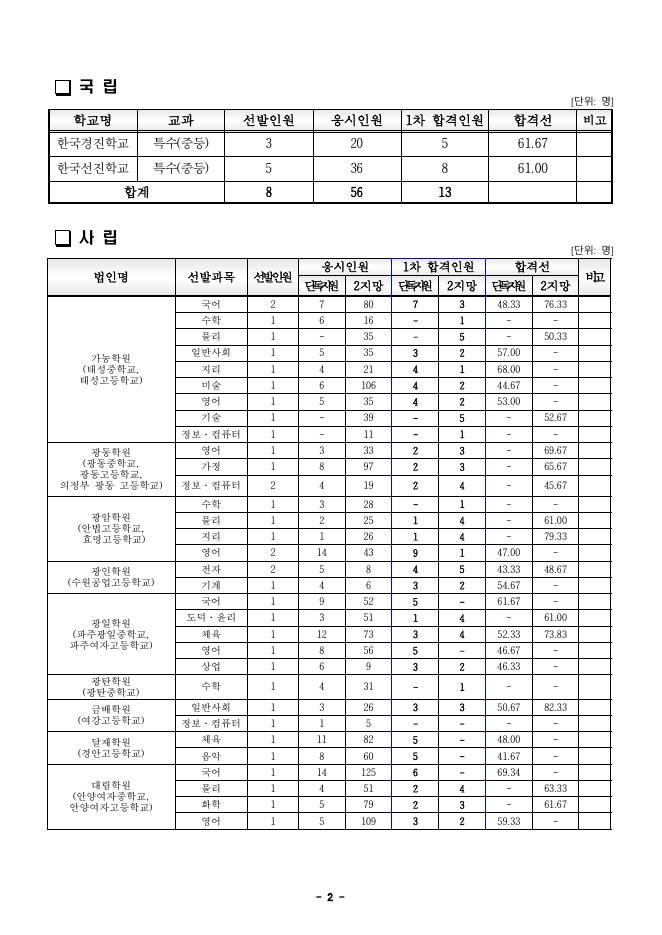 ❏ 국 립
[단위: 명]
학교명 교과 선발인원 응시인원 1차 합격인원 합격선 비고
한국경진학교 특수(중등) 3 20 5 61.67
한국선진학교 특수(중등) 5 36 8 61.00
합계 8 56 13
❏ 사 립
[단위: 명]
법인명 선발과목 선발인원 응시인원 1차 합격인원 합격선 비고
단독지원 2지망 단독지원 2지망 단독지원 2지망
가능학원
(태성중학교,
태성고등학교)
국어 2 7 80 7 3 48.33 76.33
수학 1 6 16 - 1 - -
물리 1 - 35 - 5 - 50.33
일반사회 1 5 35 3 2 57.00 -
지리 1 4 21 4 1 68.00 -
미술 1 6 106 4 2 44.67 -
영어 1 5 35 4 2 53.00 -
기술 1 - 39 - 5 - 52.67
정보・컴퓨터 1 - 11 - 1 - -
광동학원
(광동중학교,
광동고등학교,
의정부 광동 고등학교)
영어 1 3 33 2 3 - 69.67
가정 1 8 97 2 3 - 65.67
정보・컴퓨터 2 4 19 2 4 - 45.67
광암학원
(안범고등학교,
효명고등학교)
수학 1 3 28 - 1 - -
물리 1 2 25 1 4 - 61.00
지리 1 1 26 1 4 - 79.33
영어 2 14 43 9 1 47.00 -
광인학원
(수원공업고등학교)
전자 2 5 8 4 5 43.33 48.67
기계 1 4 6 3 2 54.67 -
광일학원
(파주광일중학교,
파주여자고등학교)
국어 1 9 52 5 - 61.67 -
도덕・윤리 1 3 51 1 4 - 61.00
체육 1 12 73 3 4 52.33 73.83
영어 1 8 56 5 - 46.67 -
상업 1 6 9 3 2 46.33 -
광탄학원
(광탄중학교)
수학 1 4 31 - 1 - -
금배학원
(여강고등학교)
일반사회 1 3 26 3 3 50.67 82.33
정보・컴퓨터 1 1 5 - - - -
달재학원
(경안고등학교)
체육 1 11 82 5 - 48.00 -
음악 1 8 60 5 - 41.67 -
대림학원
(안양여자중학교,
안양여자고등학교)
국어 1 14 125 6 - 69.34 -
물리 1 4 51 2 4 - 63.33
화학 1 5 79 2 3 - 61.67
영어 1 5 109 3 2 59.33 -
- 2 -